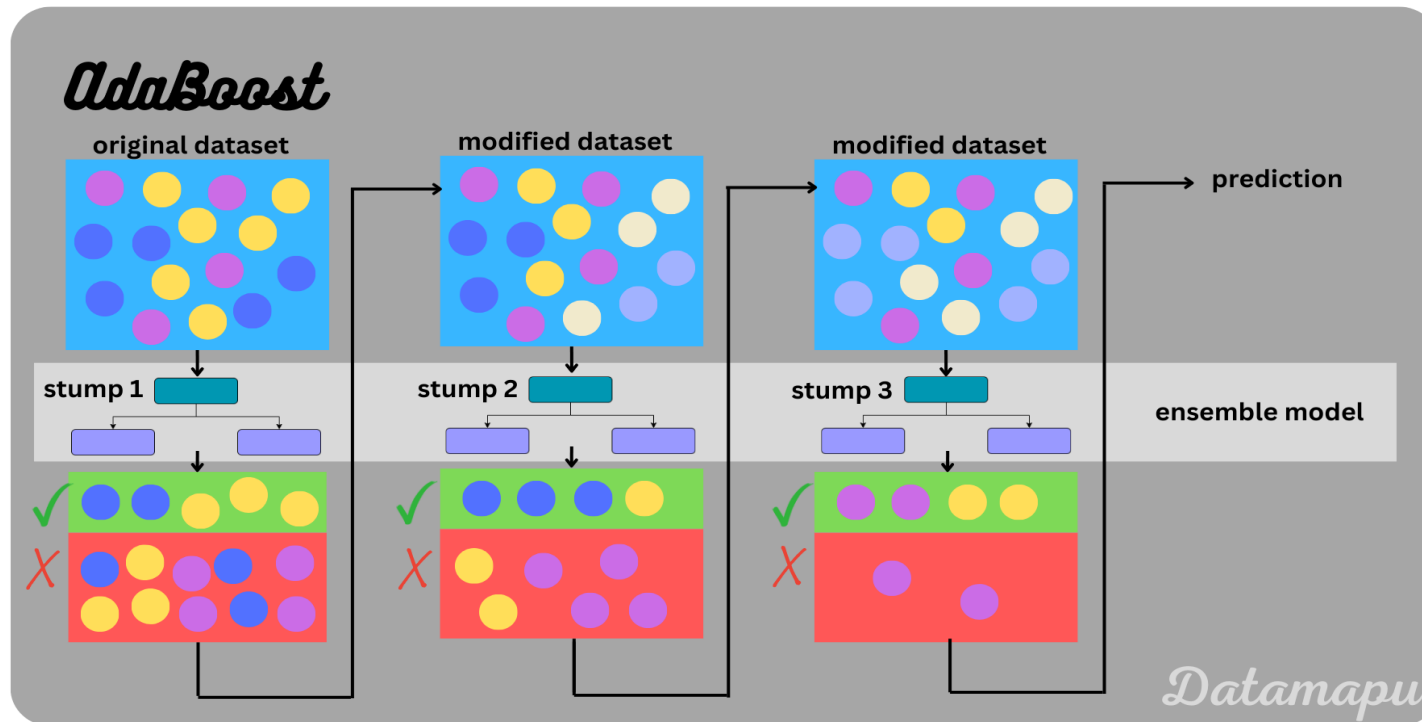 AdaBoost
original dataset
modified dataset
modified dataset
prediction
stump 1
stump 2
stump 3
ensemble model
Datamapu